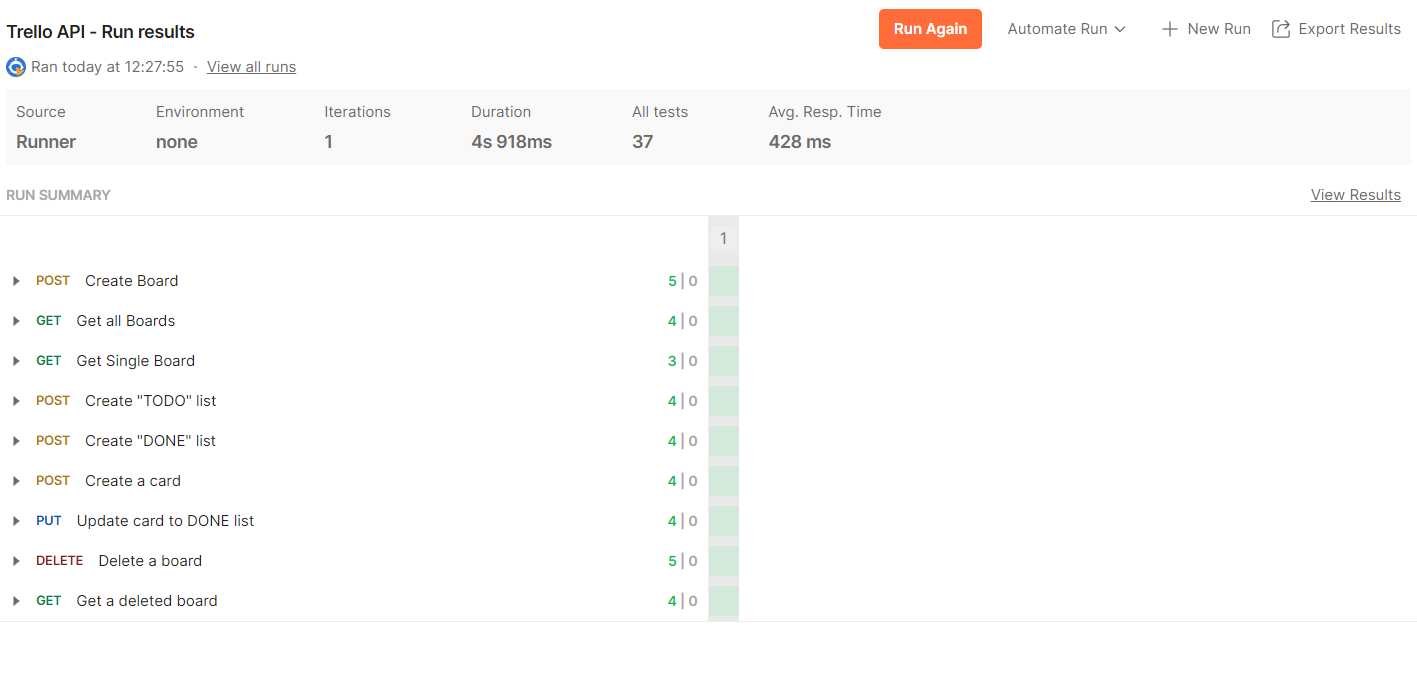 Trello API - Run results
Run Again
Automate Run
New Run
Export Results
Ran today at 12:27:55 · View all runs
Source Environment Iterations Duration All tests Avg. Resp. Time
Runner none 1 4s 918ms 37 428 ms
RUN SUMMARY View Results
1
POST Create Board 5 | 0
GET Get all Boards 4 | 0
GET Get Single Board 3 | 0
POST Create "TODO" list 4 | 0
POST Create "DONE" list 4 | 0
POST Create a card 4 | 0
PUT Update card to DONE list 4 | 0
DELETE Delete a board 5 | 0
GET Get a deleted board 4 | 0